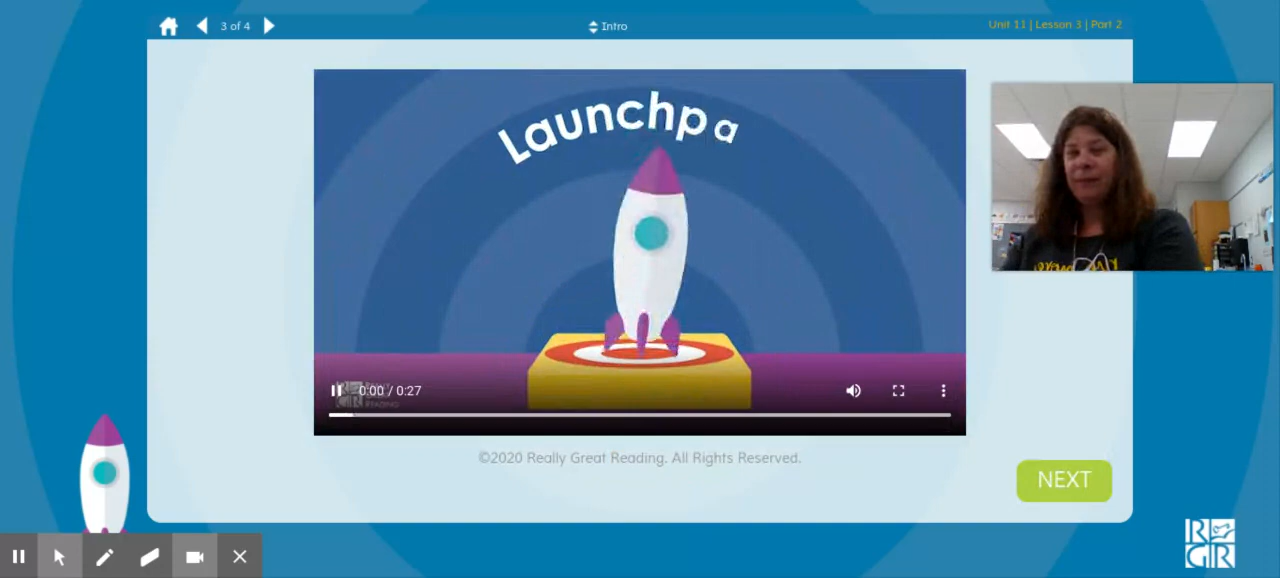 3 of 4
Intro
Unit 11 | Lesson 3 | Part 2
Launchpa
0:00 / 0:27
©2020 Really Great Reading. All Rights Reserved.
NEXT
R
GR